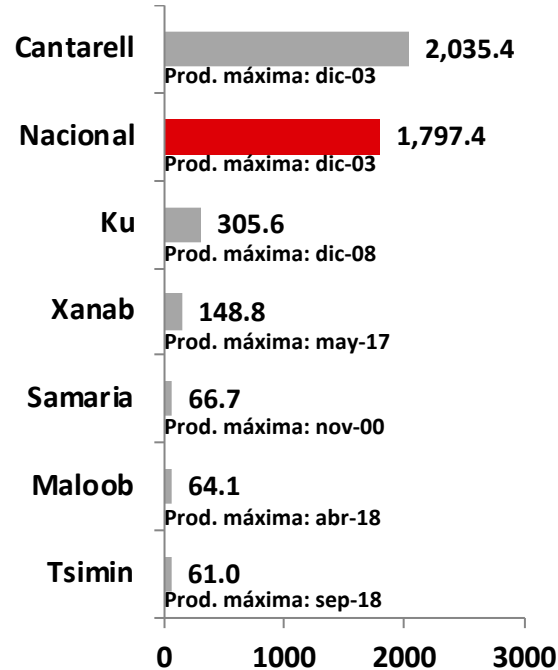 Cantarell
2,035.4
Prod. máxima: dic-03
Nacional
1,797.4
Prod. máxima: dic-03
Ku
305.6
Prod. máxima: dic-08
Xanab
148.8
Prod. máxima: may-17
Samaria
66.7
Prod. máxima: nov-00
Maloob
64.1
Prod. máxima: abr-18
Tsimin
61.0
Prod. máxima: sep-18
0 1000 2000 3000